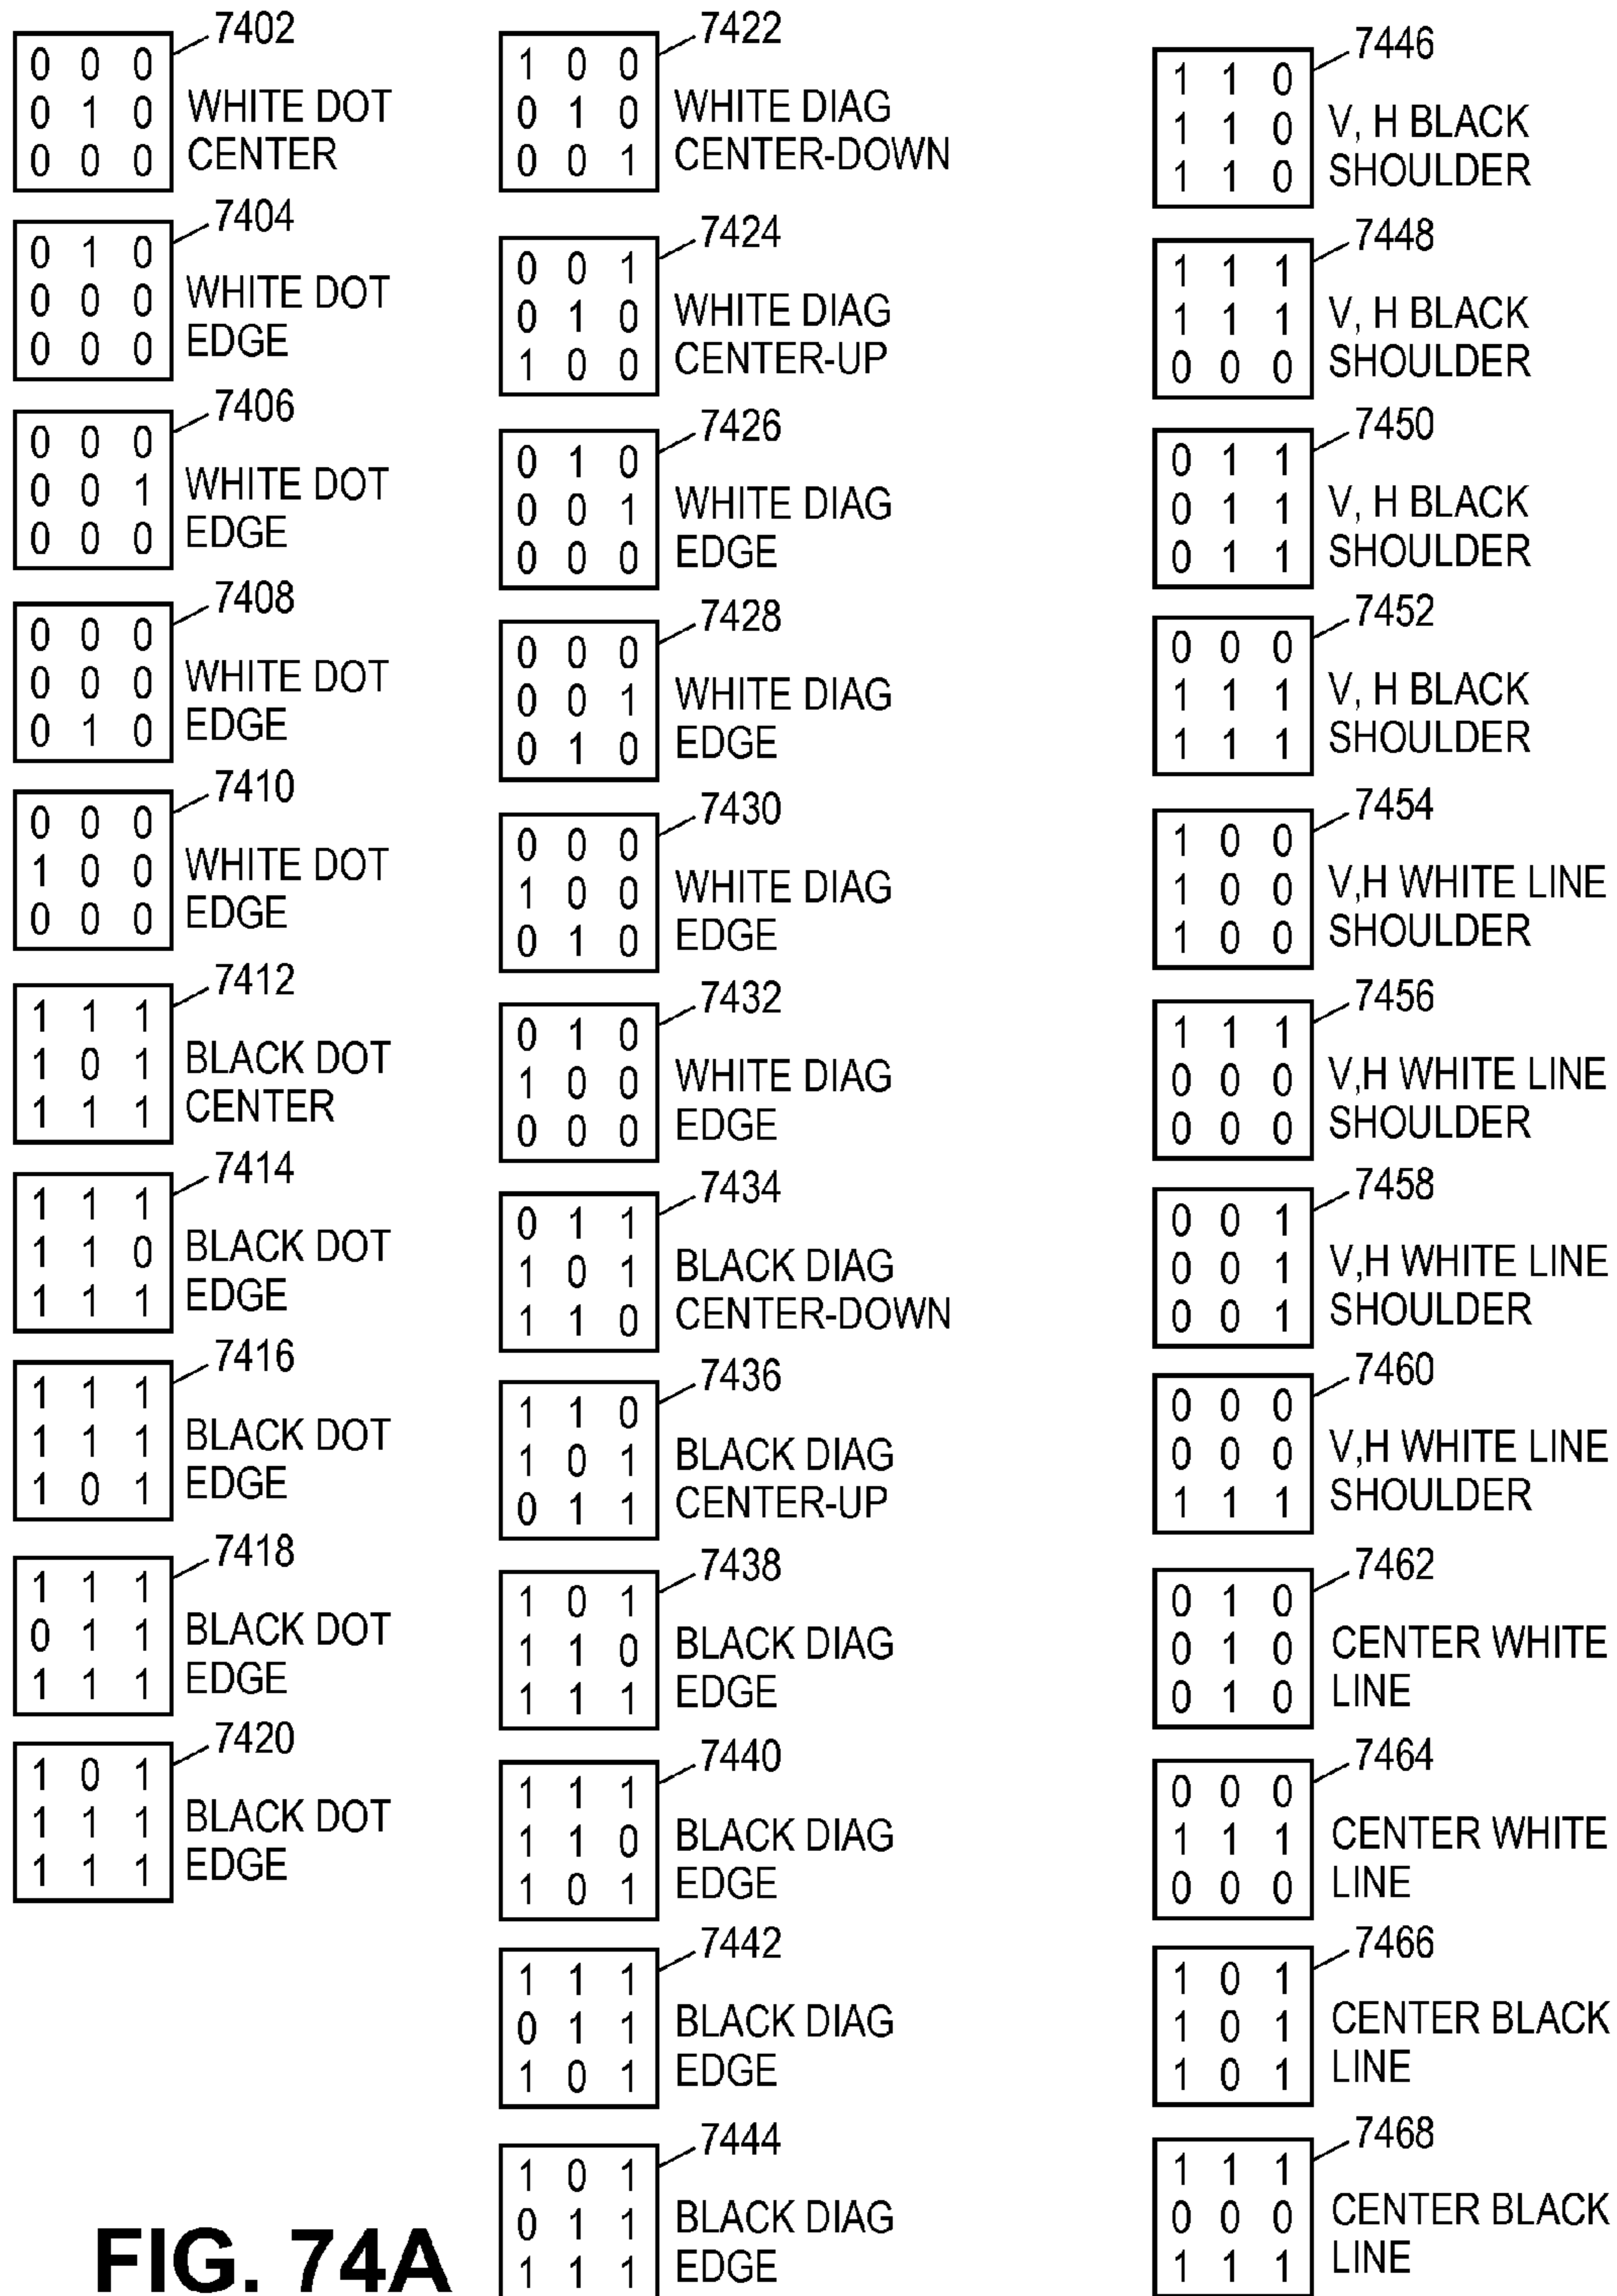 7402
0 0 0
0 1 0
0 0 0
WHITE DOT
CENTER
7404
0 1 0
0 0 0
0 0 0
WHITE DOT
EDGE
7406
0 0 0
0 0 1
0 0 0
WHITE DOT
EDGE
7408
0 0 0
0 0 0
0 1 0
WHITE DOT
EDGE
7410
0 0 0
1 0 0
0 0 0
WHITE DOT
EDGE
7412
1 1 1
1 0 1
1 1 1
BLACK DOT
CENTER
7414
1 1 1
1 1 0
1 1 1
BLACK DOT
EDGE
7416
1 1 1
1 1 1
1 0 1
BLACK DOT
EDGE
7418
1 1 1
0 1 1
1 1 1
BLACK DOT
EDGE
7420
1 0 1
1 1 1
1 1 1
BLACK DOT
EDGE
7422
1 0 0
0 1 0
0 0 1
WHITE DIAG
CENTER-DOWN
7424
0 0 1
0 1 0
1 0 0
WHITE DIAG
CENTER-UP
7426
0 1 0
0 0 1
0 0 0
WHITE DIAG
EDGE
7428
0 0 0
0 0 1
0 1 0
WHITE DIAG
EDGE
7430
0 0 0
1 0 0
0 1 0
WHITE DIAG
EDGE
7432
0 1 0
1 0 0
0 0 0
WHITE DIAG
EDGE
7434
0 1 1
1 0 1
1 1 0
BLACK DIAG
CENTER-DOWN
7436
1 1 0
1 0 1
0 1 1
BLACK DIAG
CENTER-UP
7438
1 0 1
1 1 0
1 1 1
BLACK DIAG
EDGE
7440
1 1 1
1 1 0
1 0 1
BLACK DIAG
EDGE
7442
1 1 1
0 1 1
1 0 1
BLACK DIAG
EDGE
7444
1 0 1
0 1 1
1 1 1
BLACK DIAG
EDGE
7446
1 1 0
1 1 0
1 1 0
V, H BLACK
SHOULDER
7448
1 1 1
1 1 1
0 0 0
V, H BLACK
SHOULDER
7450
0 1 1
0 1 1
0 1 1
V, H BLACK
SHOULDER
7452
0 0 0
1 1 1
1 1 1
V, H BLACK
SHOULDER
7454
1 0 0
1 0 0
1 0 0
V,H WHITE LINE
SHOULDER
7456
1 1 1
0 0 0
0 0 0
V,H WHITE LINE
SHOULDER
7458
0 0 1
0 0 1
0 0 1
V,H WHITE LINE
SHOULDER
7460
0 0 0
0 0 0
1 1 1
V,H WHITE LINE
SHOULDER
7462
0 1 0
0 1 0
0 1 0
CENTER WHITE
LINE
7464
0 0 0
1 1 1
0 0 0
CENTER WHITE
LINE
7466
1 0 1
1 0 1
1 0 1
CENTER BLACK
LINE
7468
1 1 1
0 0 0
1 1 1
CENTER BLACK
LINE
FIG. 74A